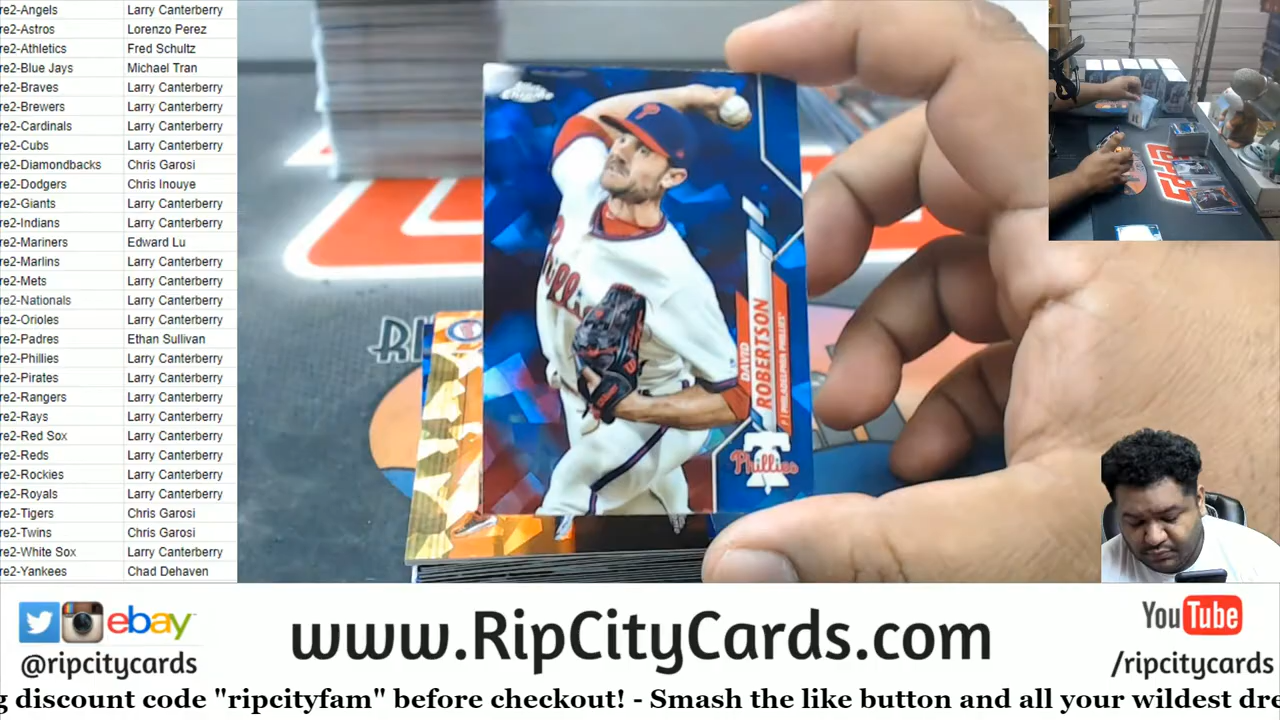 re2-Angels Larry Canterberry
re2-Astros Lorenzo Perez
re2-Athletics Fred Schultz
re2-Blue Jays Michael Tran
re2-Braves Larry Canterberry
re2-Brewers Larry Canterberry
re2-Cardinals Larry Canterberry
re2-Cubs Larry Canterberry
re2-Diamondbacks Chris Garosi
re2-Dodgers Chris Inouye
re2-Giants Larry Canterberry
re2-Indians Larry Canterberry
re2-Mariners Edward Lu
re2-Marlins Larry Canterberry
re2-Mets Larry Canterberry
re2-Nationals Larry Canterberry
re2-Orioles Larry Canterberry
re2-Padres Ethan Sullivan
re2-Phillies Larry Canterberry
re2-Pirates Larry Canterberry
re2-Rangers Larry Canterberry
re2-Rays Larry Canterberry
re2-Red Sox Larry Canterberry
re2-Reds Larry Canterberry
re2-Rockies Larry Canterberry
re2-Royals Larry Canterberry
re2-Tigers Chris Garosi
re2-Twins Chris Garosi
re2-White Sox Larry Canterberry
re2-Yankees Chad Dehaven
Topps Chrome
P
DAVID
ROBERTSON
P | PHILADELPHIA PHILLIES
Phillies
ebay
@ripcitycards
www.RipCityCards.com
YouTube
/ripcitycards
g discount code "ripcityfam" before checkout! - Smash the like button and all your wildest dre